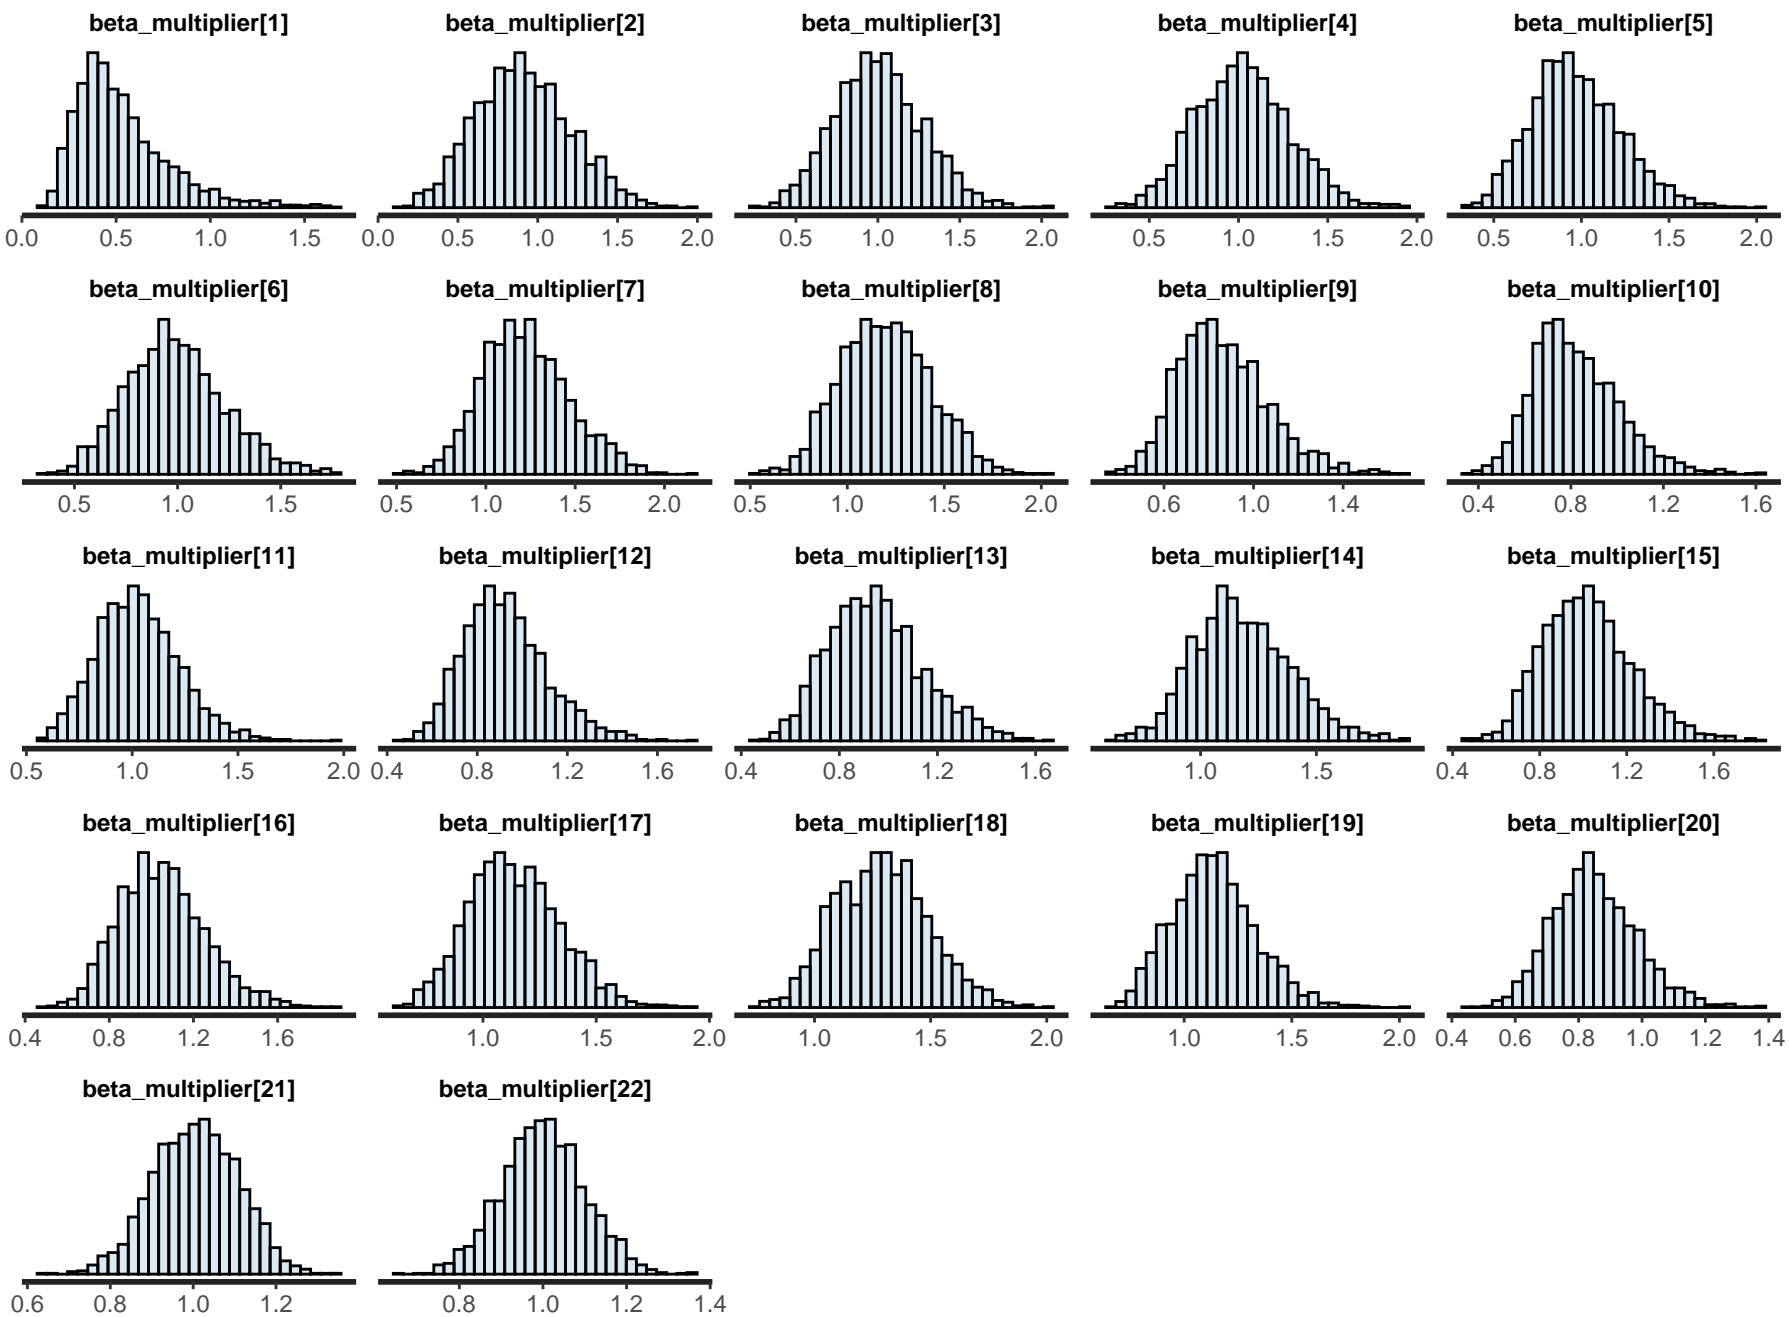 beta_multiplier[1] beta_multiplier[2] beta_multiplier[3] beta_multiplier[4] beta_multiplier[5]
0.0 0.5 1.0 1.5 0.0 0.5 1.0 1.5 2.0 0.5 1.0 1.5 2.0 0.5 1.0 1.5 2.0 0.5 1.0 1.5 2.0
beta_multiplier[6] beta_multiplier[7] beta_multiplier[8] beta_multiplier[9] beta_multiplier[10]
0.5 1.0 1.5 0.5 1.0 1.5 2.0 0.5 1.0 1.5 2.0 0.6 1.0 1.4 0.4 0.8 1.2 1.6
beta_multiplier[11] beta_multiplier[12] beta_multiplier[13] beta_multiplier[14] beta_multiplier[15]
0.5 1.0 1.5 2.0 0.4 0.8 1.2 1.6 0.4 0.8 1.2 1.6 1.0 1.5 0.4 0.8 1.2 1.6
beta_multiplier[16] beta_multiplier[17] beta_multiplier[18] beta_multiplier[19] beta_multiplier[20]
0.4 0.8 1.2 1.6 1.0 1.5 2.0 1.0 1.5 2.0 1.0 1.5 2.0 0.4 0.6 0.8 1.0 1.2 1.4
beta_multiplier[21] beta_multiplier[22]
0.6 0.8 1.0 1.2 0.8 1.0 1.2 1.4